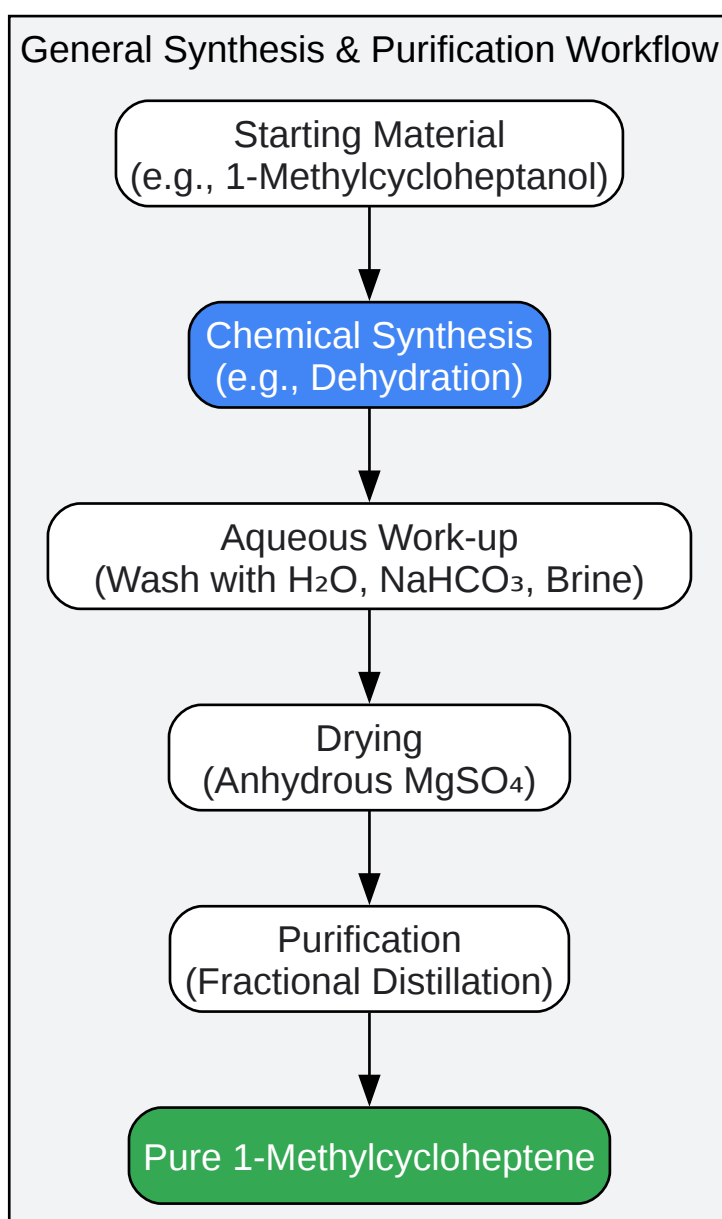 General Synthesis & Purification Workflow
Starting Material
(e.g., 1-Methylcycloheptanol)
Chemical Synthesis
(e.g., Dehydration)
Aqueous Work-up
(Wash with H₂O, NaHCO₃, Brine)
Drying
(Anhydrous MgSO₄)
Purification
(Fractional Distillation)
Pure 1-Methylcycloheptene